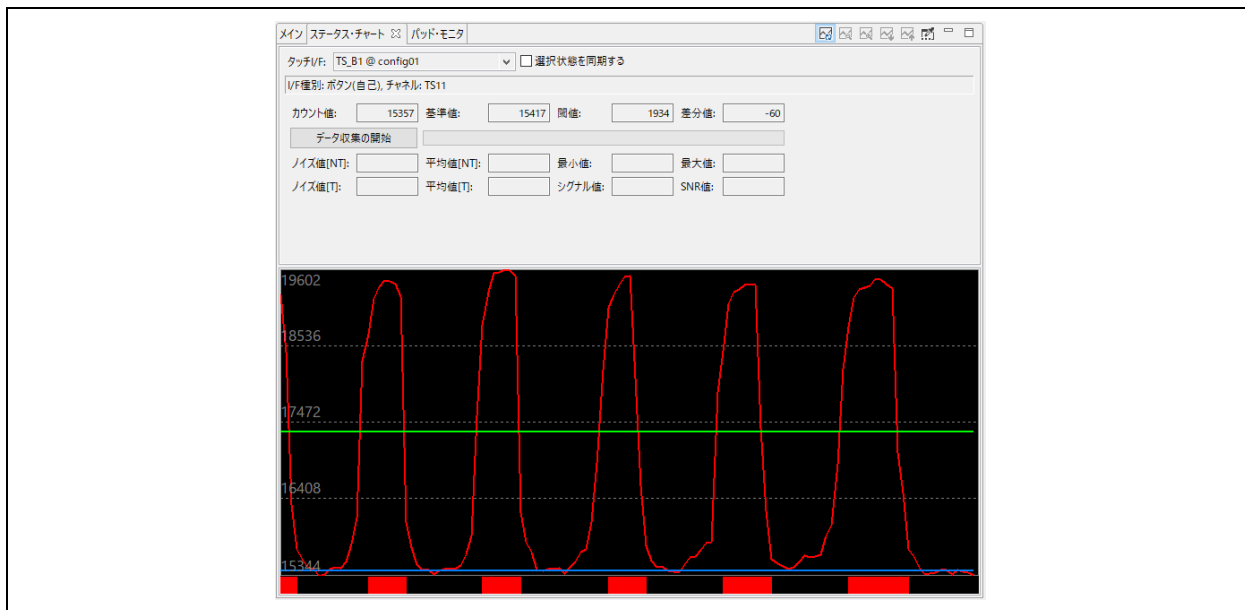 メイン ステータス・チャート パッド・モニタ
タッチI/F: TS_B1 @ config01 選択状態を同期する
I/F種別: ボタン(自己), チャネル: TS11
カウント値: 15357 基準値: 15417 閾値: 1934 差分値: -60
データ収集の開始
ノイズ値[NT]: 平均値[NT]: 最小値: 最大値:
ノイズ値[T]: 平均値[T]: シグナル値: SNR値:
19602
18536
17472
16408
15344